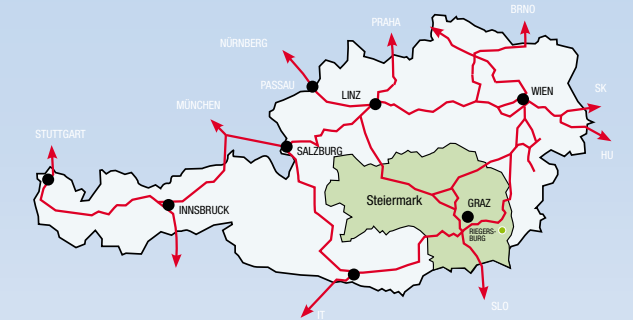 BRNO
PRAHA
NÜRNBERG
PASSAU
LINZ
WIEN
SK
MÜNCHEN
STUTTGART
HU
SALZBURG
Steiermark
INNSBRUCK
GRAZ
RIEGERS-
BURG
SLO
IT